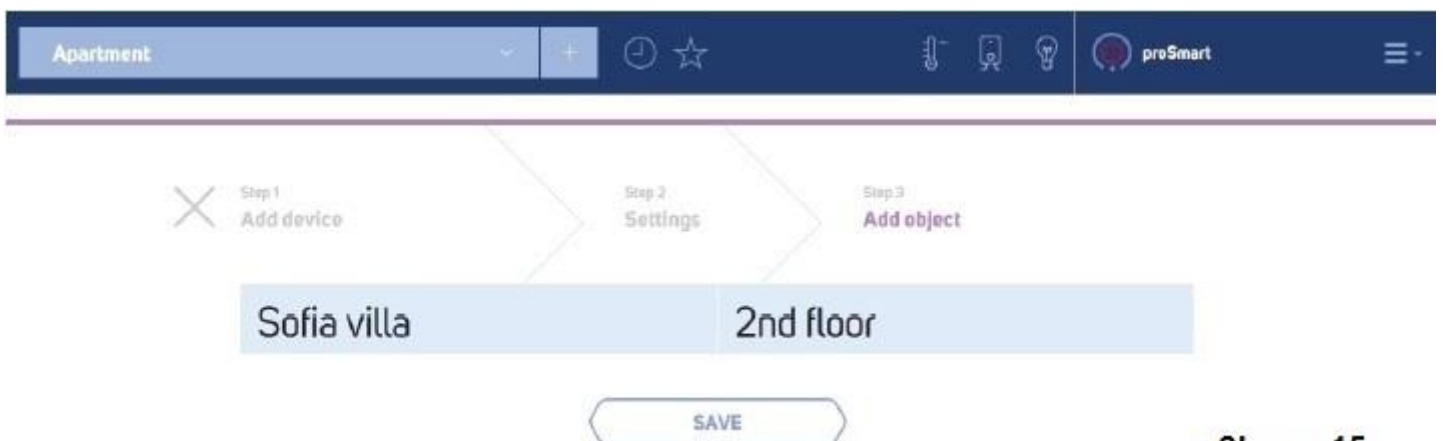 Apartment
+
proSmart
Step 1
Add device
Step 2
Settings
Step 3
Add object
Sofia villa
2nd floor
SAVE